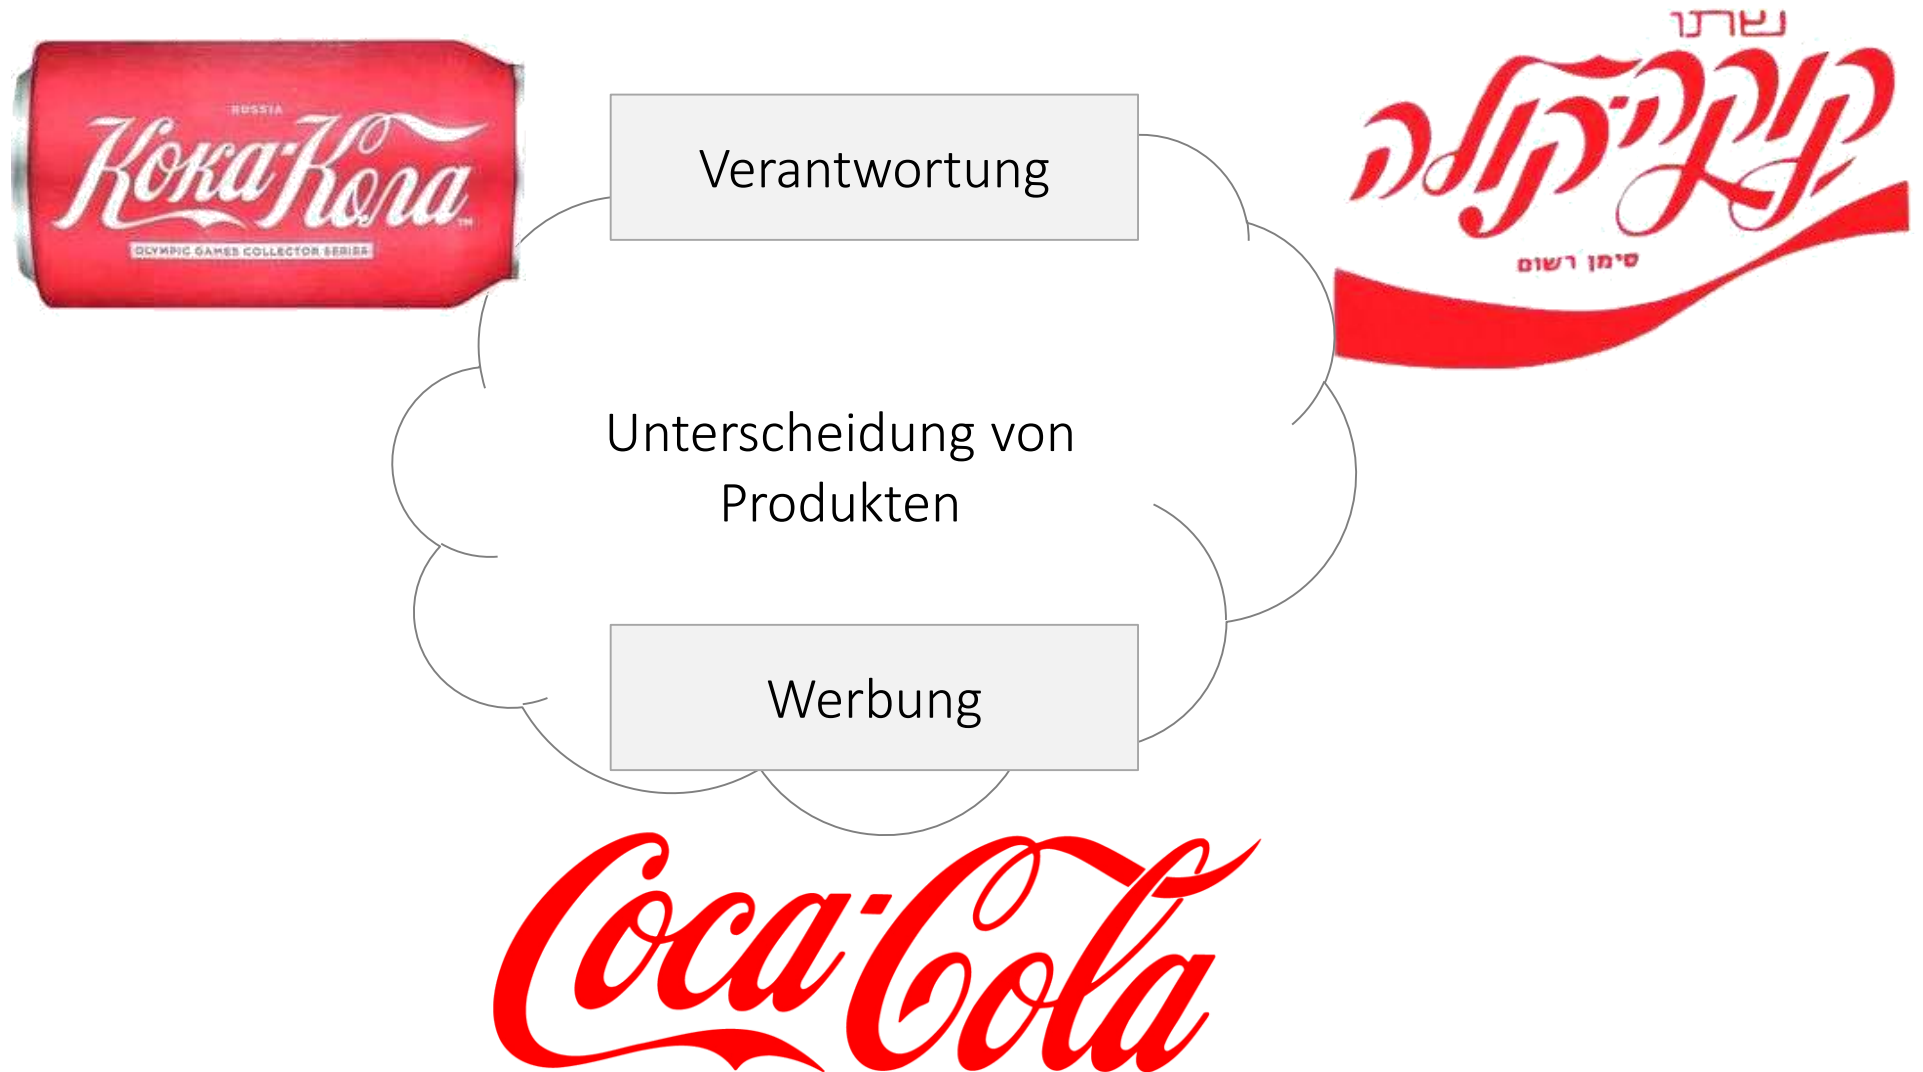 RUSSIA
Кока-Кола
TM
OLYMPIC GAMES COLLECTOR SERIES
שתו
קוקה-קולה
סימן רשום
Verantwortung
Unterscheidung von
Produkten
Werbung
Coca-Cola